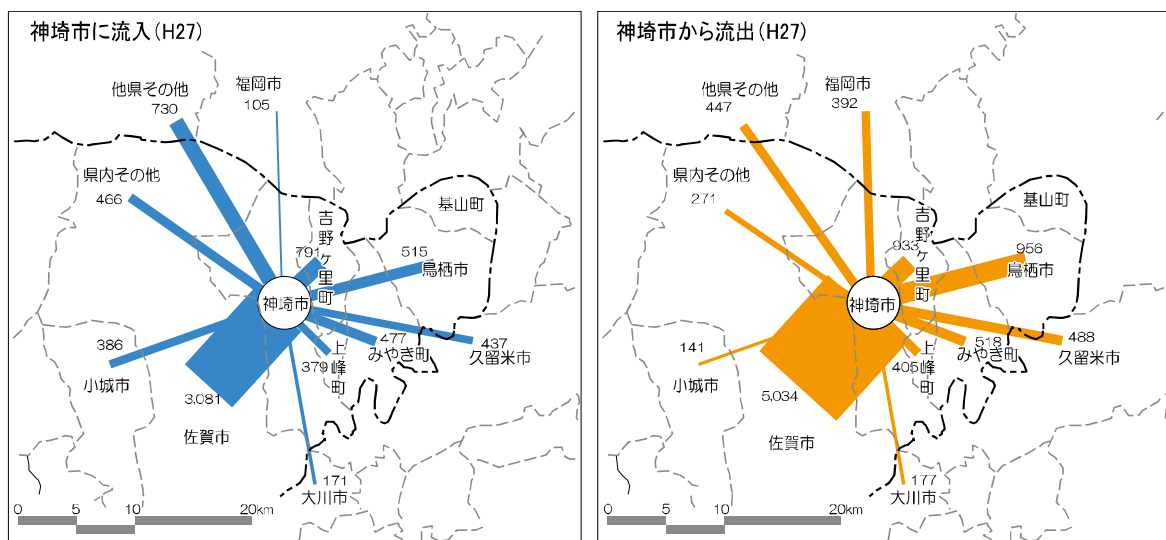 神埼市に流入(H27)
他県その他
730
福岡市
105
県内その他
466
基山町
吉野ヶ里町
791
515
鳥栖市
神埼市
386
小城市
477
みやき町
437
久留米市
379
上峰町
3,081
佐賀市
171
大川市
0 5 10 20km
神埼市から流出(H27)
他県その他
447
福岡市
392
県内その他
271
基山町
吉野ヶ里町
933
956
鳥栖市
神埼市
141
小城市
518
みやき町
488
久留米市
405
上峰町
5,034
佐賀市
177
大川市
0 5 10 20km